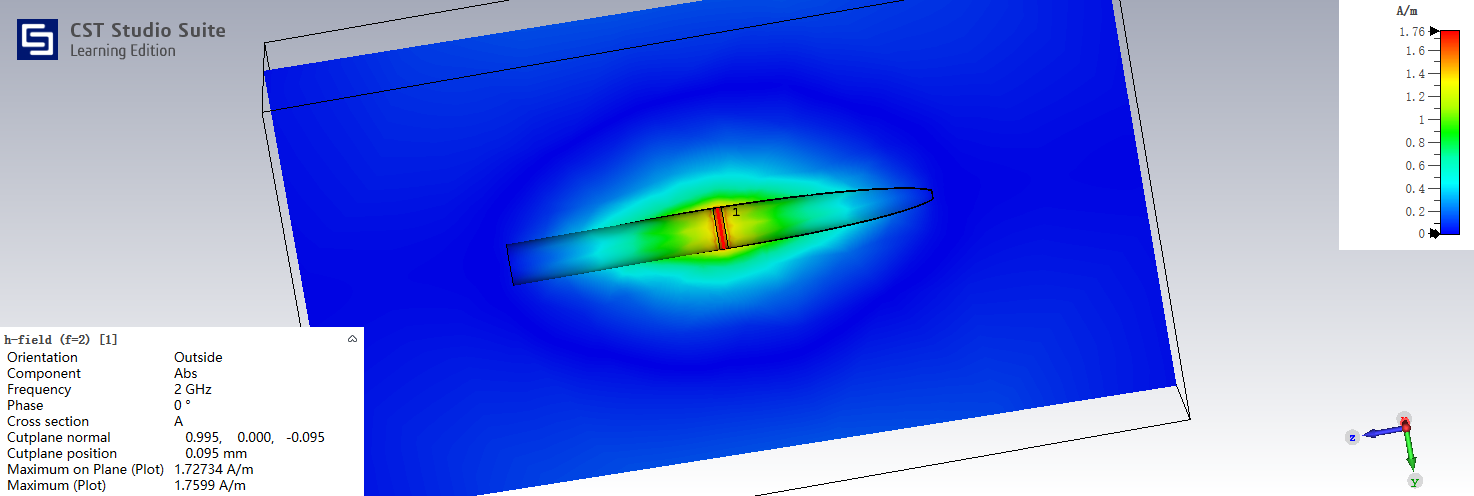 CST Studio Suite
Learning Edition
A/m
1.76
1.6
1.4
1.2
1
0.8
0.6
0.4
0.2
0
1
h-field (f=2) [1]
Orientation Outside
Component Abs
Frequency 2 GHz
Phase 0 °
Cross section A
Cutplane normal 0.995, 0.000, -0.095
Cutplane position 0.095 mm
Maximum on Plane (Plot) 1.72734 A/m
Maximum (Plot) 1.7599 A/m
z
Y